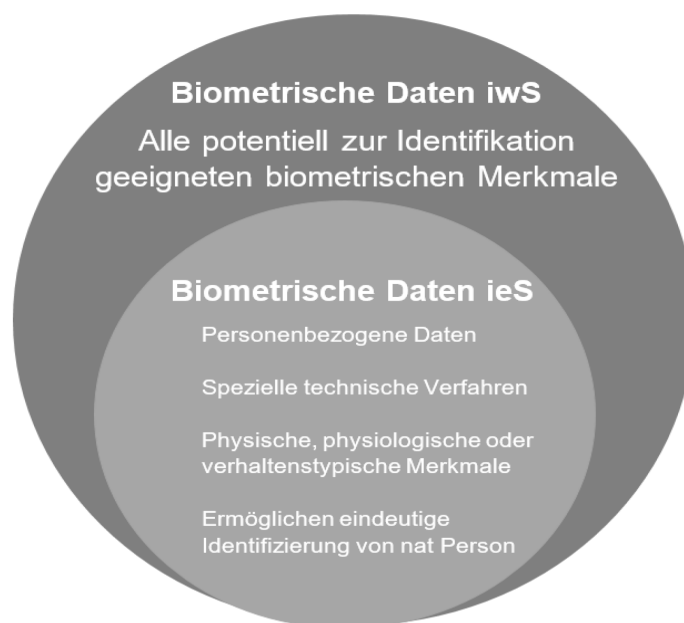 Biometrische Daten iwS
Alle potentiell zur Identifikation
geeigneten biometrischen Merkmale
Biometrische Daten ieS
Personenbezogene Daten
Spezielle technische Verfahren
Physische, physiologische oder
verhaltenstypische Merkmale
Ermöglichen eindeutige
Identifizierung von nat Person